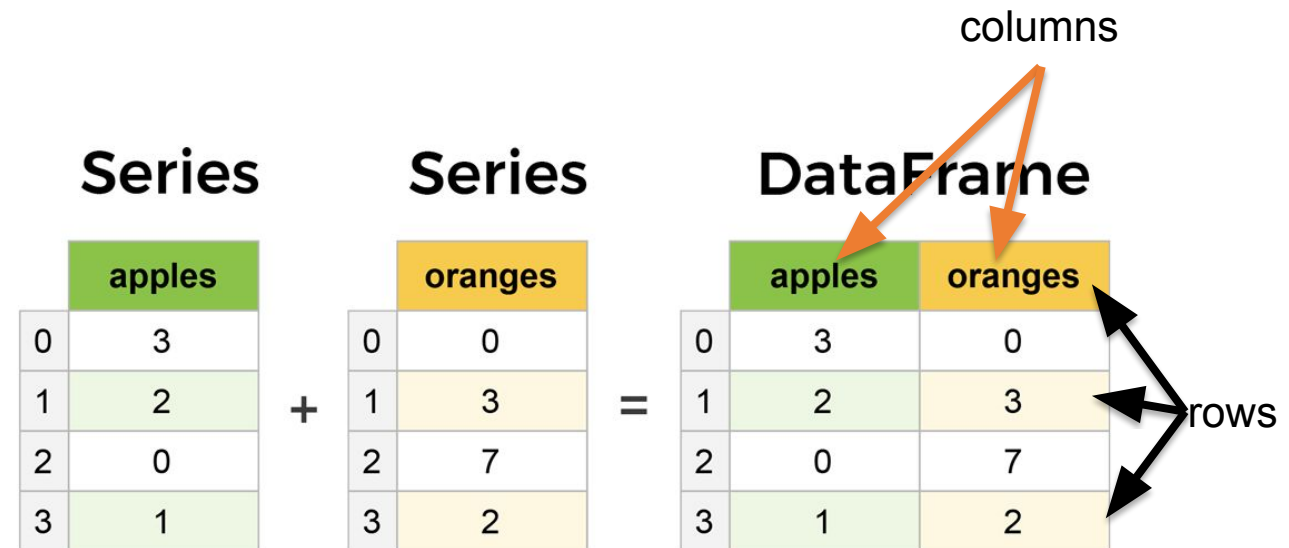 columns
Series Series DataFrame
apples oranges apples oranges
0 3 0 0 0 3 0
1 2 + 1 3 = 1 2 3
rows
2 0 2 7 2 0 7
3 1 3 2 3 1 2